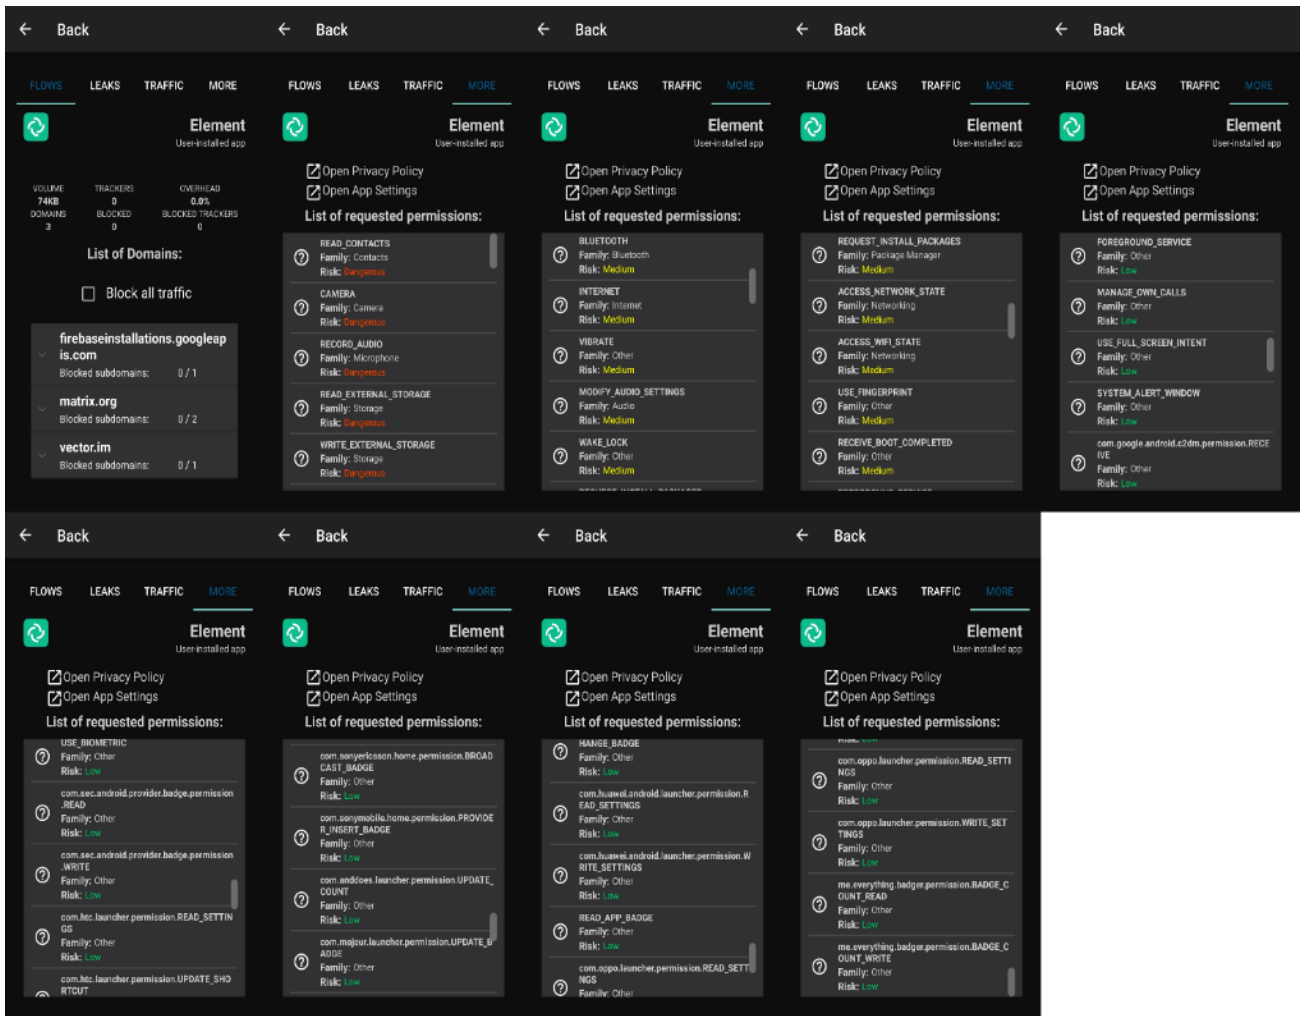 Back
FLOWS LEAKS TRAFFIC MORE
Element
User-installed app
VOLUME TRACKERS OVERHEAD
74KB 0 0.0%
DOMAINS BLOCKED BLOCKED TRACKERS
3 0 0
List of Domains:
Block all traffic
firebaseinstallations.googleap
is.com
Blocked subdomains: 0 / 1
matrix.org
Blocked subdomains: 0 / 2
vector.im
Blocked subdomains: 0 / 1
Back
FLOWS LEAKS TRAFFIC MORE
Element
User-installed app
Open Privacy Policy
Open App Settings
List of requested permissions:
READ_CONTACTS
Family: Contacts
Risk: Dangerous
CAMERA
Family: Camera
Risk: Dangerous
RECORD_AUDIO
Family: Microphone
Risk: Dangerous
READ_EXTERNAL_STORAGE
Family: Storage
Risk: Dangerous
WRITE_EXTERNAL_STORAGE
Family: Storage
Risk: Dangerous
Back
FLOWS LEAKS TRAFFIC MORE
Element
User-installed app
Open Privacy Policy
Open App Settings
List of requested permissions:
BLUETOOTH
Family: Bluetooth
Risk: Medium
INTERNET
Family: Internet
Risk: Medium
VIBRATE
Family: Other
Risk: Medium
MODIFY_AUDIO_SETTINGS
Family: Audio
Risk: Medium
WAKE_LOCK
Family: Other
Risk: Medium
REQUEST_INSTALL_PACKAGES
Back
FLOWS LEAKS TRAFFIC MORE
Element
User-installed app
Open Privacy Policy
Open App Settings
List of requested permissions:
REQUEST_INSTALL_PACKAGES
Family: Package Manager
Risk: Medium
ACCESS_NETWORK_STATE
Family: Networking
Risk: Medium
ACCESS_WIFI_STATE
Family: Networking
Risk: Medium
USE_FINGERPRINT
Family: Other
Risk: Medium
RECEIVE_BOOT_COMPLETED
Family: Other
Risk: Medium
FOREGROUND_SERVICE
Back
FLOWS LEAKS TRAFFIC MORE
Element
User-installed app
Open Privacy Policy
Open App Settings
List of requested permissions:
FOREGROUND_SERVICE
Family: Other
Risk: Low
MANAGE_OWN_CALLS
Family: Other
Risk: Low
USE_FULL_SCREEN_INTENT
Family: Other
Risk: Low
SYSTEM_ALERT_WINDOW
Family: Other
Risk: Low
com.google.android.c2dm.permission.RECE
IVE
Family: Other
Risk: Low
Back
FLOWS LEAKS TRAFFIC MORE
Element
User-installed app
Open Privacy Policy
Open App Settings
List of requested permissions:
USE_BIOMETRIC
Family: Other
Risk: Low
com.sec.android.provider.badge.permission
.READ
Family: Other
Risk: Low
com.sec.android.provider.badge.permission
.WRITE
Family: Other
Risk: Low
com.htc.launcher.permission.READ_SETTIN
GS
Family: Other
Risk: Low
com.htc.launcher.permission.UPDATE_SHO
RTCUT
Back
FLOWS LEAKS TRAFFIC MORE
Element
User-installed app
Open Privacy Policy
Open App Settings
List of requested permissions:
com.sonyericsson.home.permission.BROAD
CAST_BADGE
Family: Other
Risk: Low
com.sonymobile.home.permission.PROVIDE
R_INSERT_BADGE
Family: Other
Risk: Low
com.anddoes.launcher.permission.UPDATE_
COUNT
Family: Other
Risk: Low
com.majeur.launcher.permission.UPDATE_B
ADGE
Family: Other
Risk: Low
Back
FLOWS LEAKS TRAFFIC MORE
Element
User-installed app
Open Privacy Policy
Open App Settings
List of requested permissions:
HANGE_BADGE
Family: Other
Risk: Low
com.huawei.android.launcher.permission.R
EAD_SETTINGS
Family: Other
Risk: Low
com.huawei.android.launcher.permission.W
RITE_SETTINGS
Family: Other
Risk: Low
READ_APP_BADGE
Family: Other
Risk: Low
com.oppo.launcher.permission.READ_SETT
NGS
Family: Other
Back
FLOWS LEAKS TRAFFIC MORE
Element
User-installed app
Open Privacy Policy
Open App Settings
List of requested permissions:
Risk: Low
com.oppo.launcher.permission.READ_SETTI
NGS
Family: Other
Risk: Low
com.oppo.launcher.permission.WRITE_SET
TINGS
Family: Other
Risk: Low
me.everything.badger.permission.BADGE_C
OUNT_READ
Family: Other
Risk: Low
me.everything.badger.permission.BADGE_C
OUNT_WRITE
Family: Other
Risk: Low